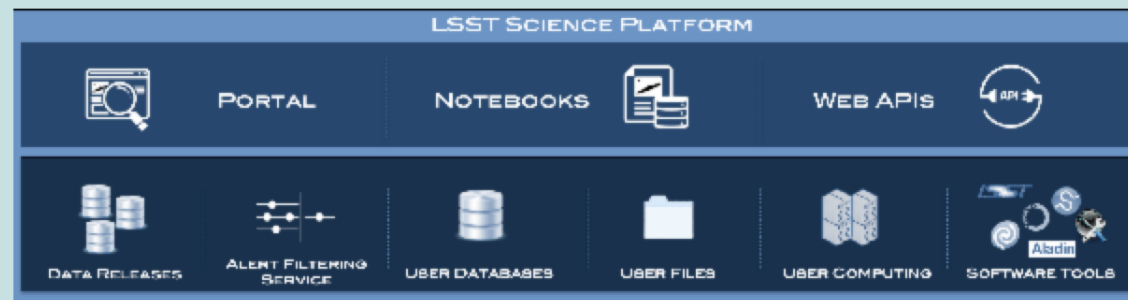 LSST SCIENCE PLATFORM
PORTAL
NOTEBOOKS
WEB APIS
API
DATA RELEASES
ALERT FILTERING
SERVICE
USER DATABASES
USER FILES
USER COMPUTING
LSST
Aladin
SOFTWARE TOOLS